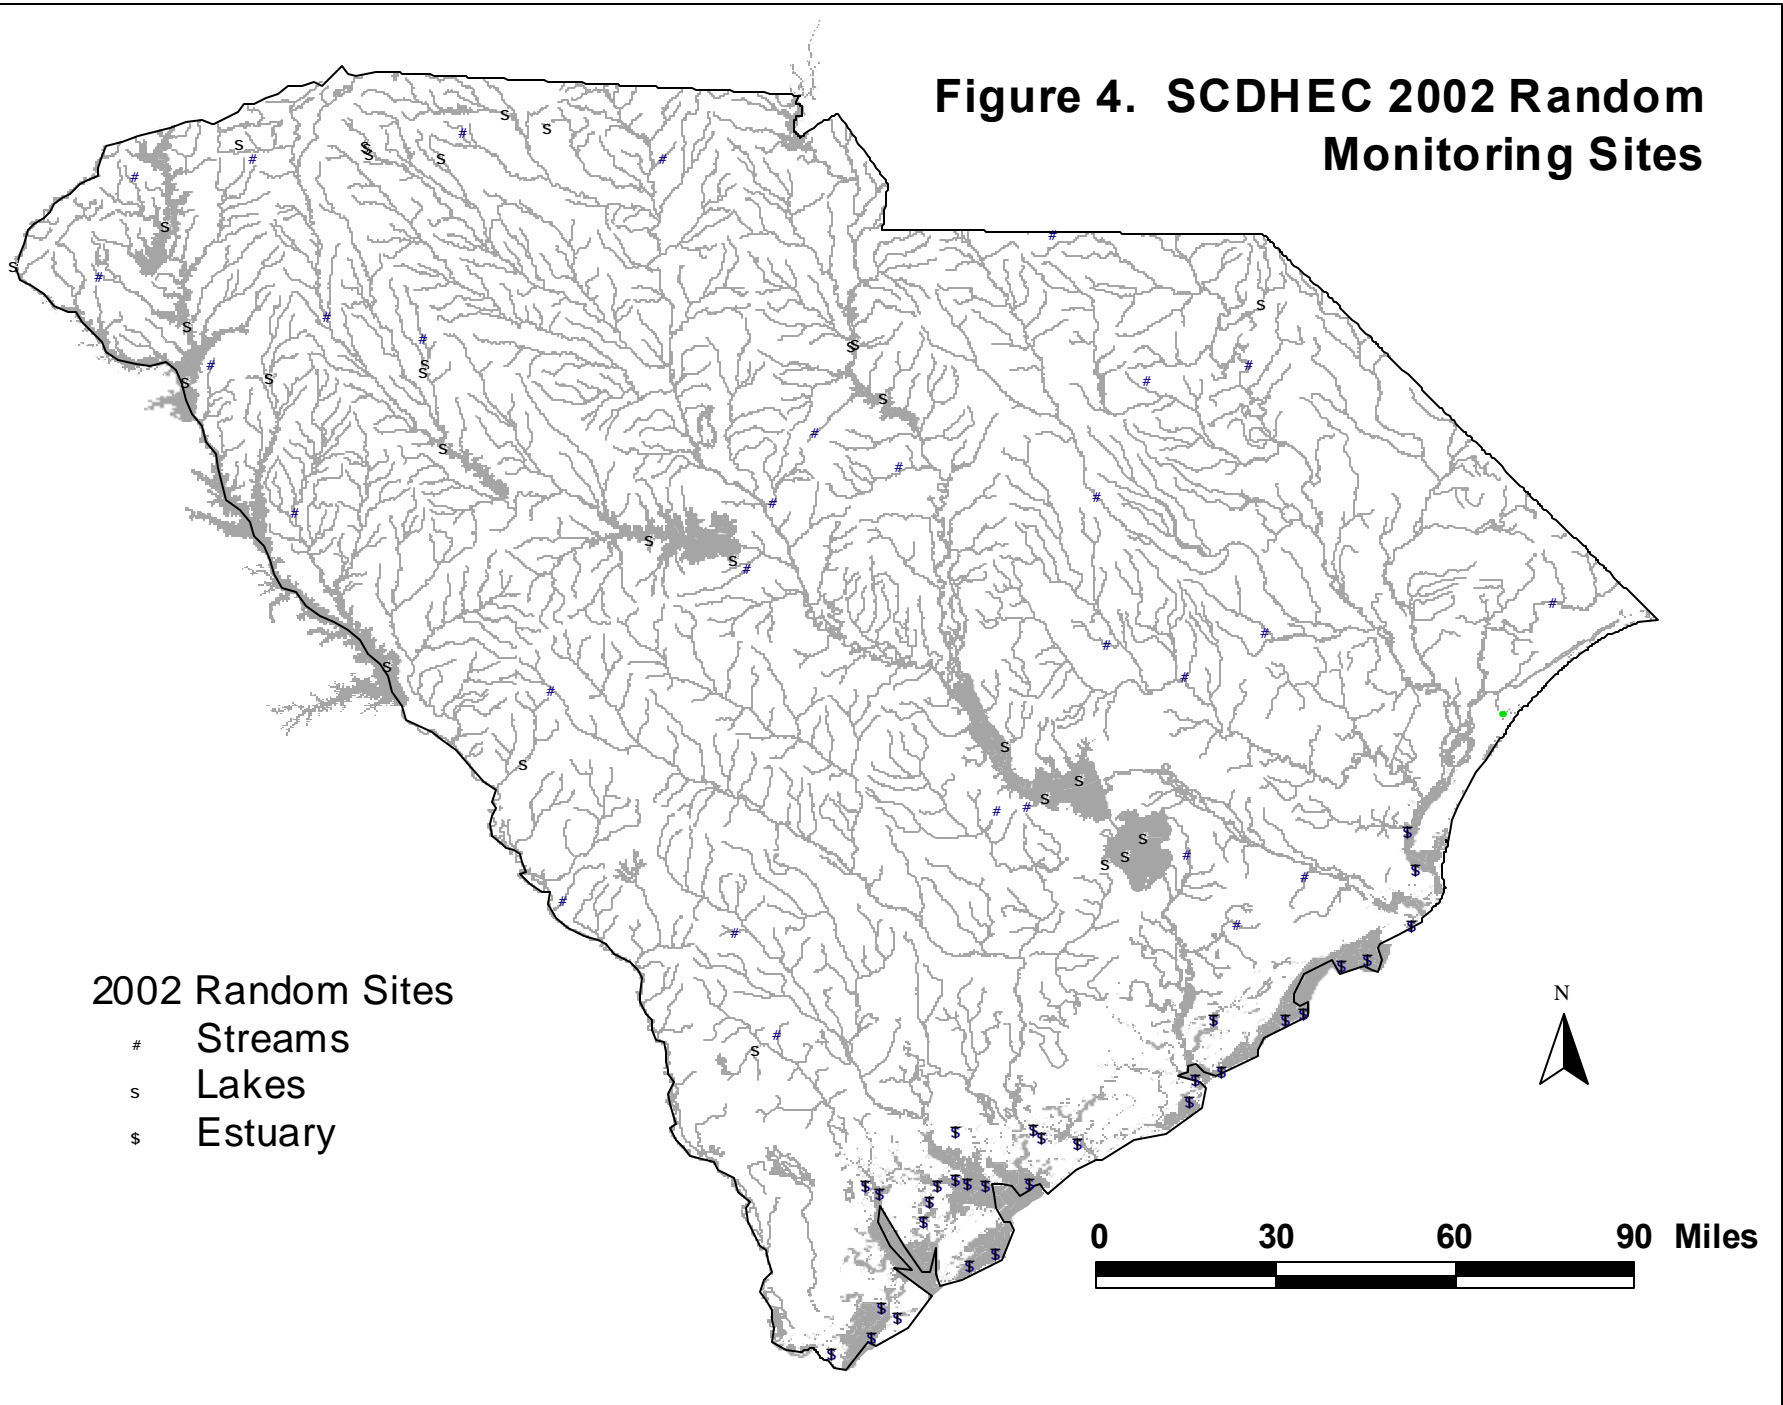 Figure 4. SCDHEC 2002 Random
Monitoring Sites
2002 Random Sites
# Streams
s Lakes
$ Estuary
N
0 30 60 90 Miles